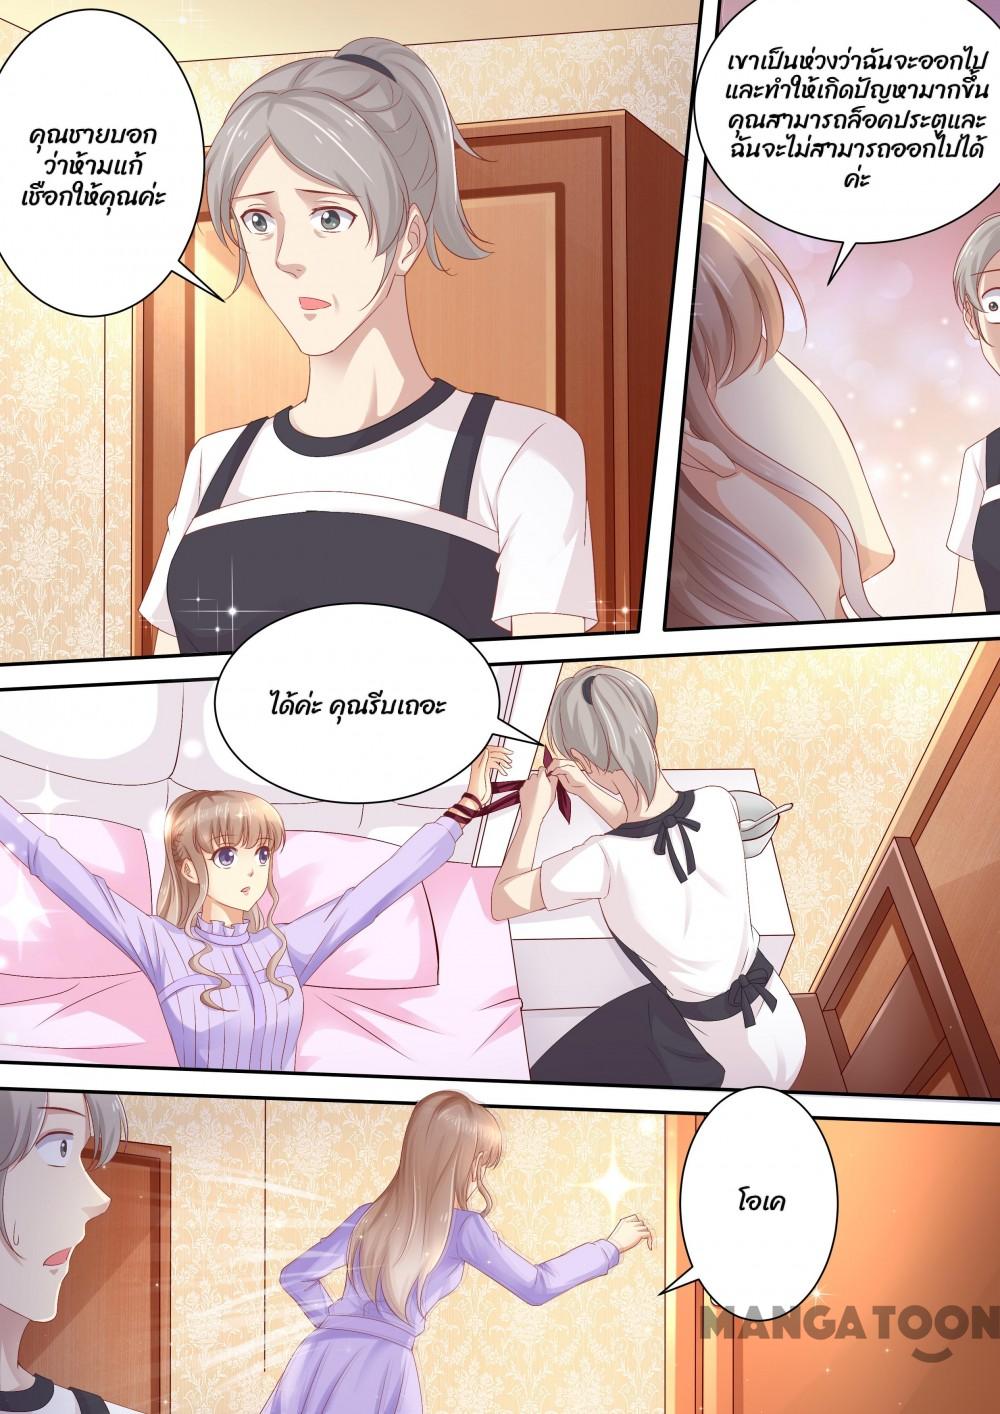 คุณชายบอก
ว่าห้ามแก้
เชือกให้คุณค่ะ
เขาเป็นห่วงว่าฉันจะออกไป
และทำให้เกิดปัญหามากขึ้น
คุณสามารถล็อคประตูและ
ฉันจะไม่สามารถออกไปได้
ค่ะ
ได้ค่ะ คุณรีบเถอะ
โอเค
MANGATOON